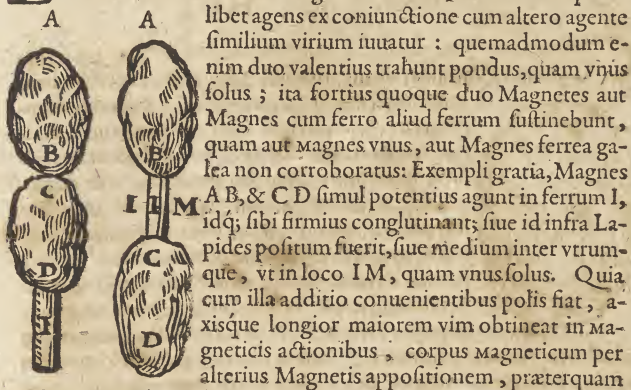 A A
B B
C
I I M
C
D
I
D
libet agens ex coniunctione cum altero agente
ſimilium virium iuuatur : quemadmodum e-
nim duo valentius trahunt pondus, quam vnus
ſolus ; ita fortius quoque duo Magnetes aut
Magnes cum ferro aliud ferrum ſuſtinebunt,
quam aut Magnes vnus, aut Magnes ferrea ga-
lea non corroboratus: Exempli gratia, Magnes
A B, & C D ſimul potentius agunt in ferrum I,
idq́; ſibi firmius conglutinant; ſiue id infra La-
pides poſitum fuerit, ſiue medium inter vtrum-
que, vt in loco I M, quam vnus ſolus. Quia
cum illa additio conuenientibus polis fiat, a-
xiſque longior maiorem vim obtineat in Ma-
gneticis actionibus, corpus Magneticum per
alterius Magnetis appoſitionem, præterquam